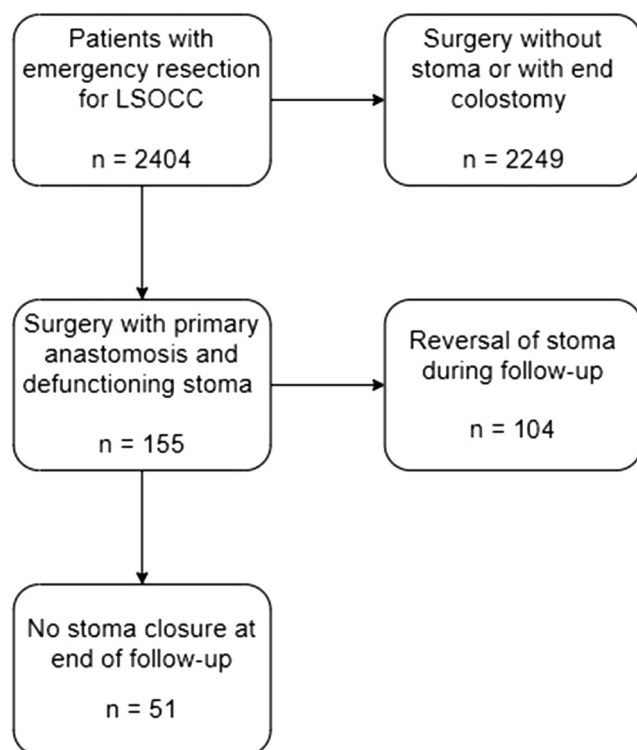 Patients with
emergency resection
for LSOCC
n = 2404
Surgery without
stoma or with end
colostomy
n = 2249
Surgery with primary
anastomosis and
defunctioning stoma
n = 155
Reversal of stoma
during follow-up
n = 104
No stoma closure at
end of follow-up
n = 51